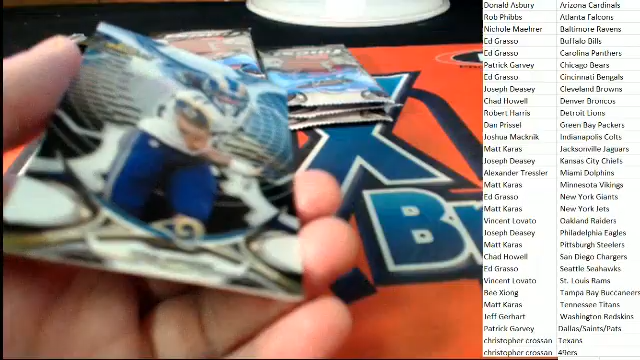 Donald Asbury Arizona Cardinals
Rob Phibbs Atlanta Falcons
Nichole Maehrer Baltimore Ravens
Ed Grasso Buffalo Bills
Ed Grasso Carolina Panthers
Patrick Garvey Chicago Bears
Ed Grasso Cincinnati Bengals
Joseph Deasey Cleveland Browns
Chad Howell Denver Broncos
Robert Harris Detroit Lions
Dan Prissel Green Bay Packers
Joshua Macknik Indianapolis Colts
Matt Karas Jacksonville Jaguars
Joseph Deasey Kansas City Chiefs
Alexander Tressler Miami Dolphins
Matt Karas Minnesota Vikings
Ed Grasso New York Giants
Matt Karas New York Jets
Vincent Lovato Oakland Raiders
Joseph Deasey Philadelphia Eagles
Matt Karas Pittsburgh Steelers
Chad Howell San Diego Chargers
Ed Grasso Seattle Seahawks
Vincent Lovato St. Louis Rams
Bee Xiong Tampa Bay Buccaneers
Matt Karas Tennessee Titans
Jeff Gerhart Washington Redskins
Patrick Garvey Dallas/Saints/Pats
christopher crossan Texans
christopher crossan 49ers